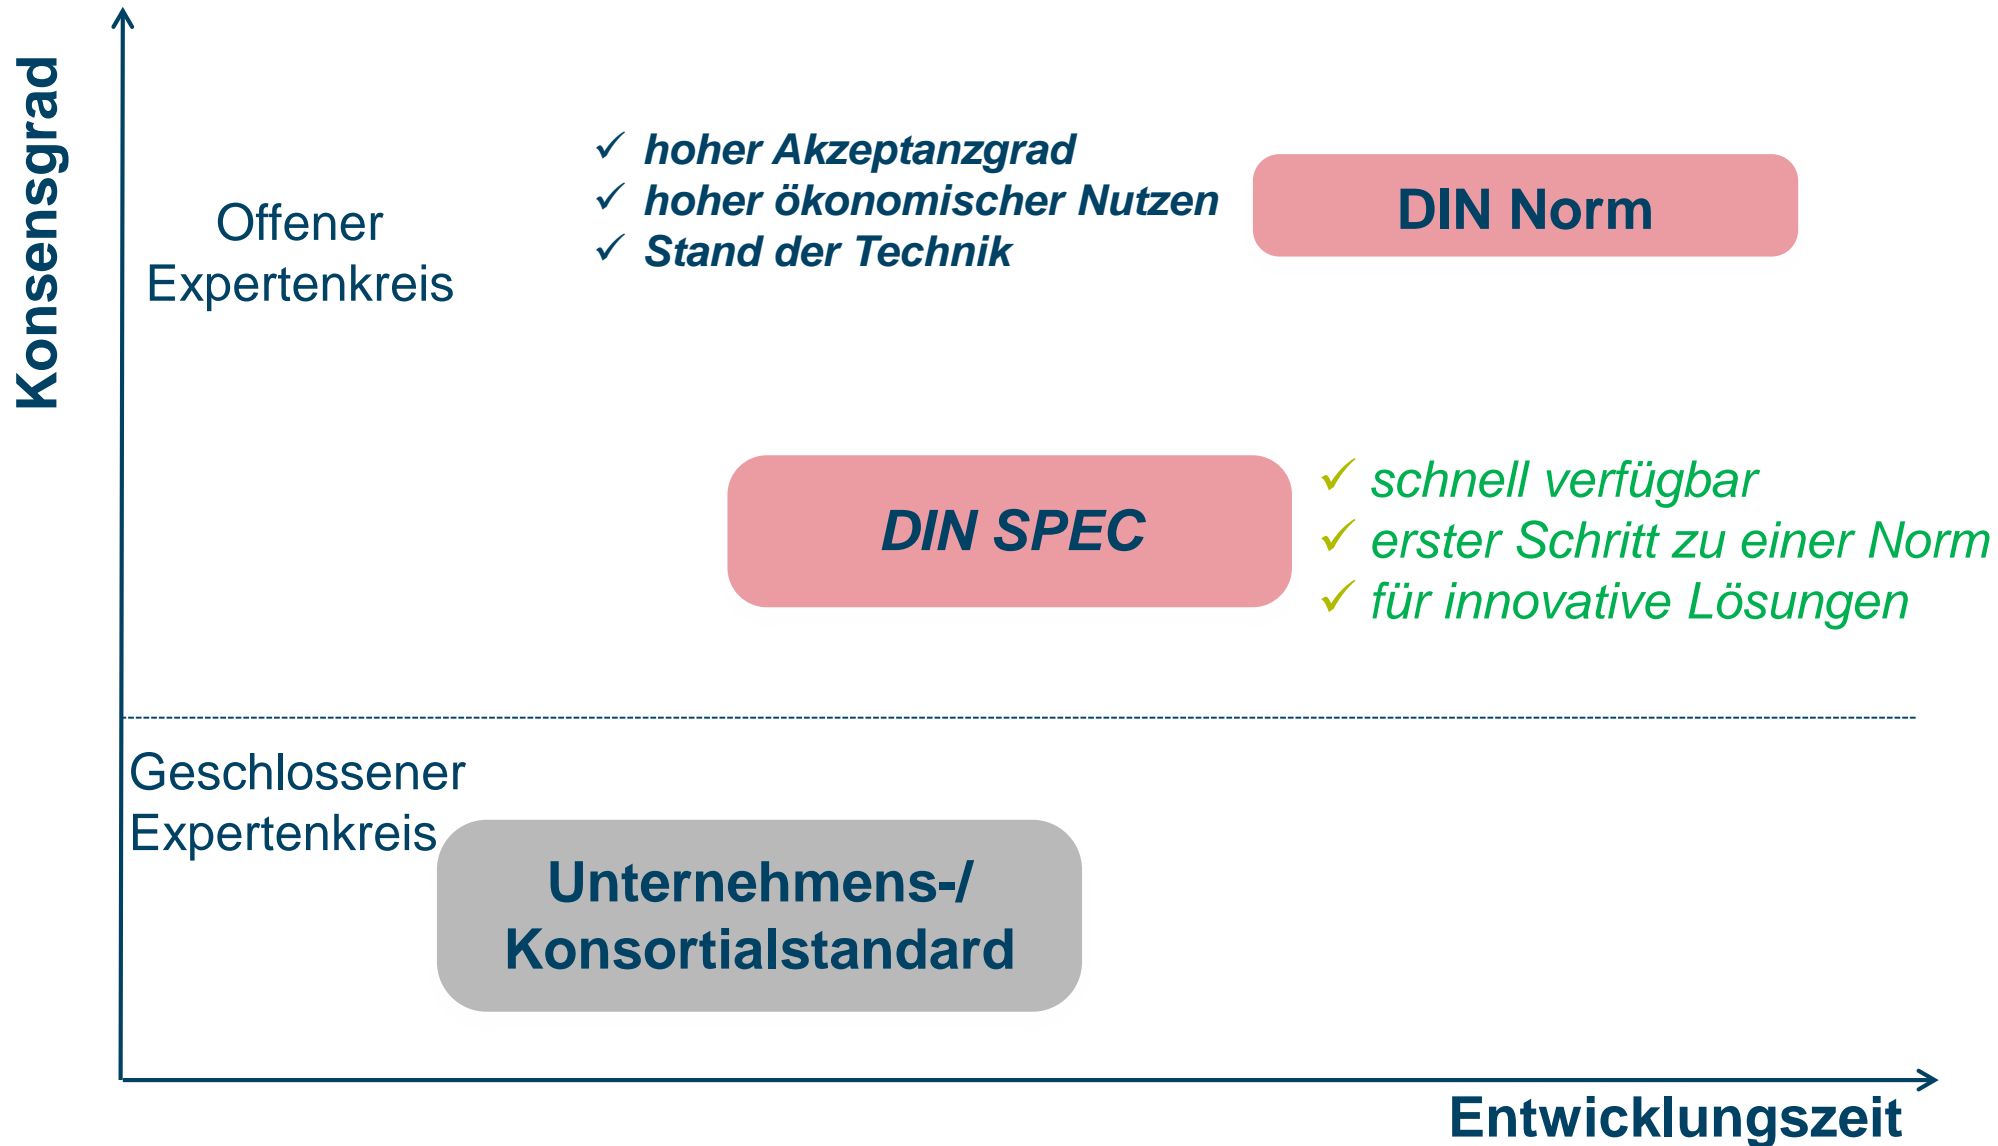 Konsensgrad
Offener
Expertenkreis
✓ hoher Akzeptanzgrad
✓ hoher ökonomischer Nutzen
✓ Stand der Technik
DIN Norm
DIN SPEC
✓ schnell verfügbar
✓ erster Schritt zu einer Norm
✓ für innovative Lösungen
Geschlossener
Expertenkreis
Unternehmens-/
Konsortialstandard
Entwicklungszeit